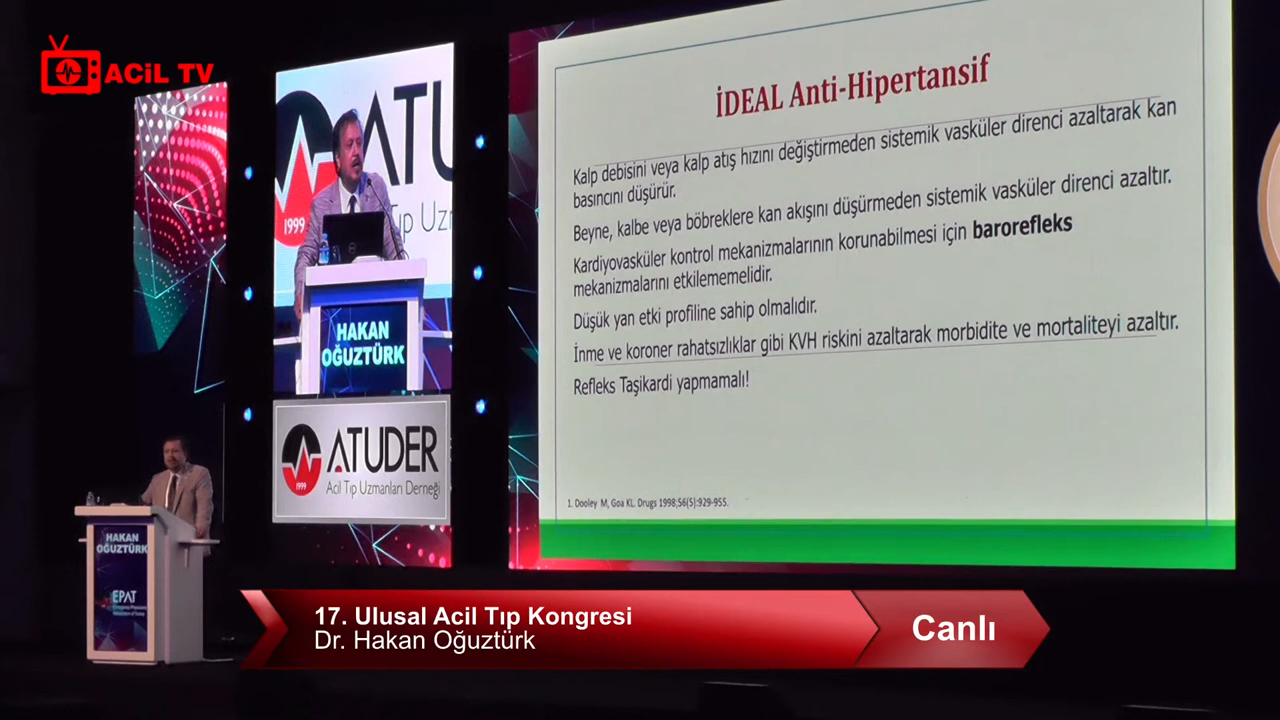 ACİL TV
İDEAL Anti-Hipertansif
Kalp debisini veya kalp atış hızını değiştirmeden sistemik vasküler direnci azaltarak kan
basıncını düşürür.
Beyne, kalbe veya böbreklere kan akışını düşürmeden sistemik vasküler direnci azaltır.
Kardiyovasküler kontrol mekanizmalarının korunabilmesi için barorefleks
mekanizmalarını etkilememelidir.
Düşük yan etki profiline sahip olmalıdır.
İnme ve koroner rahatsızlıklar gibi KVH riskini azaltarak morbidite ve mortaliteyi azaltır.
Refleks Taşikardi yapmamalı!
1. Dooley M, Goa KL. Drugs 1998;56(5):929-955.
ATU
1999
Tıp Uz
HAKAN
OĞUZTÜRK
ATUDER
1999
Acil Tıp Uzmanları Derneği
HAKAN
OĞUZTÜRK
EPAT
17. Ulusal Acil Tıp Kongresi
Dr. Hakan Oğuztürk
Canlı